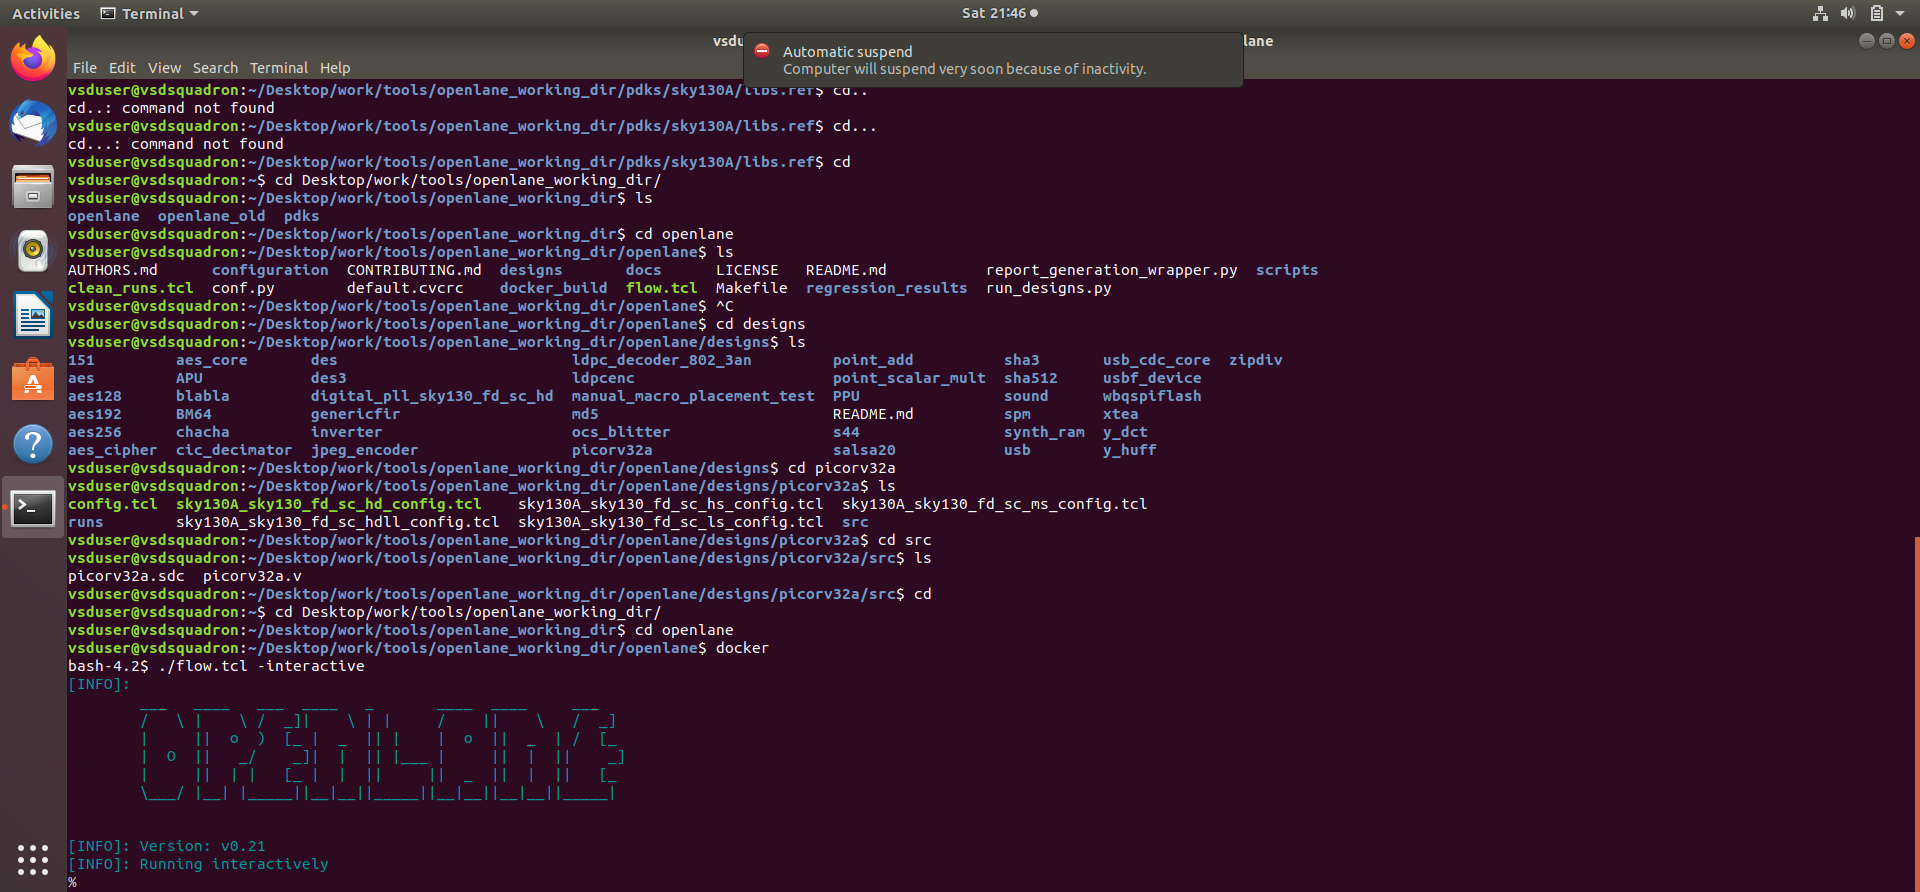 Activities Terminal Sat 21:46
vsdu lane
Automatic suspend
Computer will suspend very soon because of inactivity.
File Edit View Search Terminal Help
vsduser@vsdsquadron:~/Desktop/work/tools/openlane_working_dir/pdks/sky130A/libs.ref$ cd..
cd..: command not found
vsduser@vsdsquadron:~/Desktop/work/tools/openlane_working_dir/pdks/sky130A/libs.ref$ cd...
cd...: command not found
vsduser@vsdsquadron:~/Desktop/work/tools/openlane_working_dir/pdks/sky130A/libs.ref$ cd
vsduser@vsdsquadron:~$ cd Desktop/work/tools/openlane_working_dir/
vsduser@vsdsquadron:~/Desktop/work/tools/openlane_working_dir$ ls
openlane openlane_old pdks
vsduser@vsdsquadron:~/Desktop/work/tools/openlane_working_dir$ cd openlane
vsduser@vsdsquadron:~/Desktop/work/tools/openlane_working_dir/openlane$ ls
AUTHORS.md configuration CONTRIBUTING.md designs docs LICENSE README.md report_generation_wrapper.py scripts
clean_runs.tcl conf.py default.cvcrc docker_build flow.tcl Makefile regression_results run_designs.py
vsduser@vsdsquadron:~/Desktop/work/tools/openlane_working_dir/openlane$ ^C
vsduser@vsdsquadron:~/Desktop/work/tools/openlane_working_dir/openlane$ cd designs
vsduser@vsdsquadron:~/Desktop/work/tools/openlane_working_dir/openlane/designs$ ls
151 aes_core des ldpc_decoder_802_3an point_add sha3 usb_cdc_core zipdiv
aes APU des3 ldpcenc point_scalar_mult sha512 usbf_device
aes128 blabla digital_pll_sky130_fd_sc_hd manual_macro_placement_test PPU sound wbqspiflash
aes192 BM64 genericfir md5 README.md spm xtea
aes256 chacha inverter ocs_blitter s44 synth_ram y_dct
aes_cipher cic_decimator jpeg_encoder picorv32a salsa20 usb y_huff
vsduser@vsdsquadron:~/Desktop/work/tools/openlane_working_dir/openlane/designs$ cd picorv32a
vsduser@vsdsquadron:~/Desktop/work/tools/openlane_working_dir/openlane/designs/picorv32a$ ls
config.tcl sky130A_sky130_fd_sc_hd_config.tcl sky130A_sky130_fd_sc_hs_config.tcl sky130A_sky130_fd_sc_ms_config.tcl
runs sky130A_sky130_fd_sc_hdll_config.tcl sky130A_sky130_fd_sc_ls_config.tcl src
vsduser@vsdsquadron:~/Desktop/work/tools/openlane_working_dir/openlane/designs/picorv32a$ cd src
vsduser@vsdsquadron:~/Desktop/work/tools/openlane_working_dir/openlane/designs/picorv32a/src$ ls
picorv32a.sdc picorv32a.v
vsduser@vsdsquadron:~/Desktop/work/tools/openlane_working_dir/openlane/designs/picorv32a/src$ cd
vsduser@vsdsquadron:~$ cd Desktop/work/tools/openlane_working_dir/
vsduser@vsdsquadron:~/Desktop/work/tools/openlane_working_dir$ cd openlane
vsduser@vsdsquadron:~/Desktop/work/tools/openlane_working_dir/openlane$ docker
bash-4.2$ ./flow.tcl -interactive
[INFO]:
OPENLANE
[INFO]: Version: v0.21
[INFO]: Running interactively
%